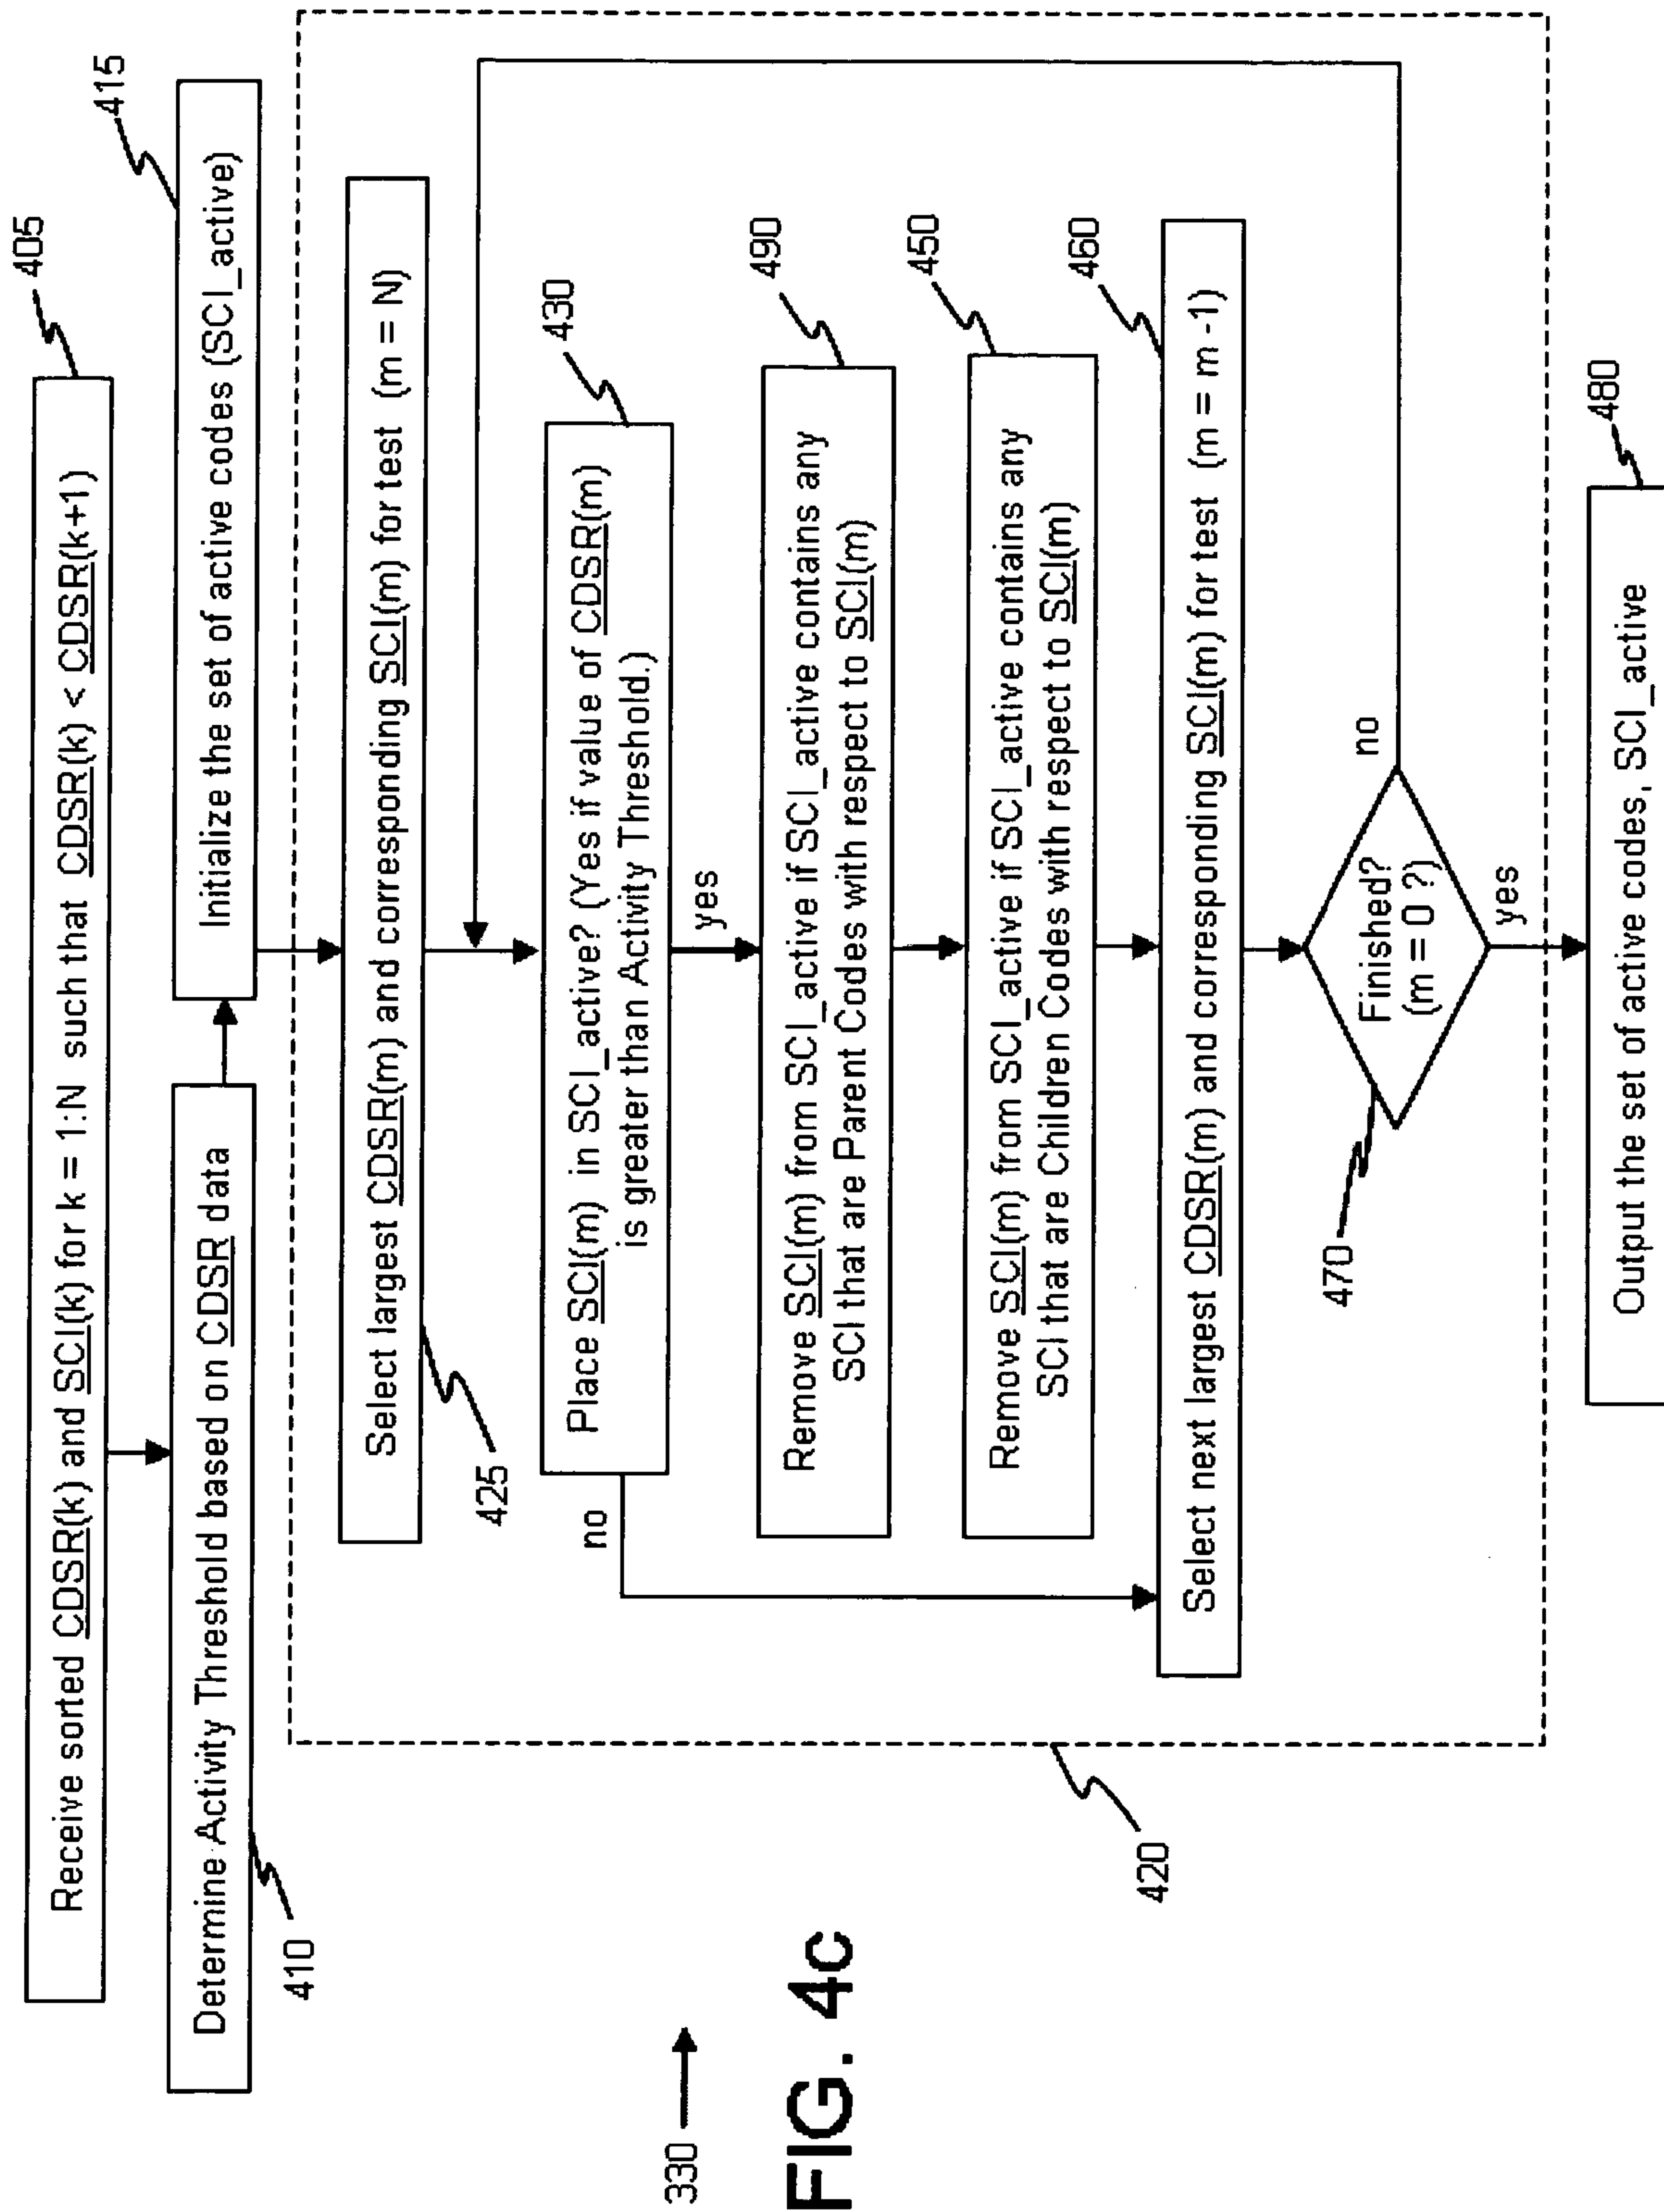 Receive sorted CDSR(k) and SCI(k) for k = 1:N such that CDSR(k) < CDSR(k+1)
405
Determine Activity Threshold based on CDSR data
410
Initialize the set of active codes (SCI_active)
415
Select largest CDSR(m) and corresponding SCI(m) for test (m = N)
425
Place SCI(m) in SCI_active? (Yes if value of CDSR(m)
is greater than Activity Threshold.)
430
no
yes
Remove SCI(m) from SCI_active if SCI_active contains any
SCI that are Parent Codes with respect to SCI(m)
490
Remove SCI(m) from SCI_active if SCI_active contains any
SCI that are Children Codes with respect to SCI(m)
450
Select next largest CDSR(m) and corresponding SCI(m) for test (m = m -1)
460
Finished?
(m = 0 ?)
470
no
yes
420
Output the set of active codes, SCI_active
480
330
FIG. 4c